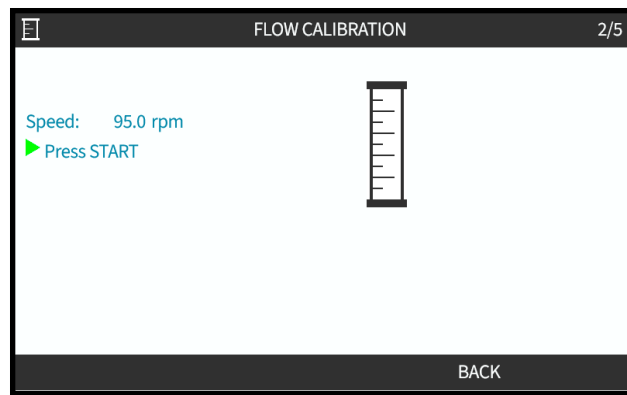 FLOW CALIBRATION 2/5
Speed: 95.0 rpm
Press START
BACK